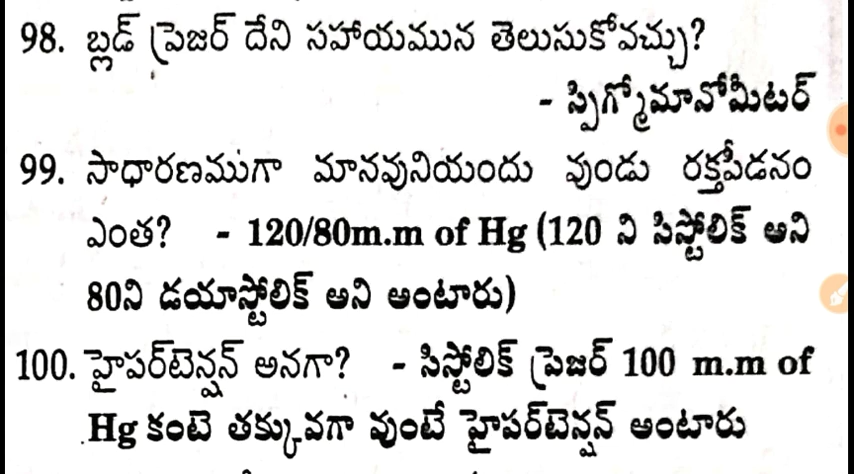 98. బ్లడ్ ప్రెజర్ దేని సహాయమున తెలుసుకోవచ్చు?
- స్పిగ్మోమానోమీటర్
99. సాధారణముగా మానవునియందు వుండు రక్తపీడనం
ఎంత? - 120/80m.m of Hg (120 ని సిస్టోలిక్ అని
80ని డయాస్టోలిక్ అని అంటారు)
100. హైపర్‌టెన్షన్ అనగా? - సిస్టోలిక్ ప్రెజర్ 100 m.m of
Hg కంటె తక్కువగా వుంటే హైపర్‌టెన్షన్ అంటారు